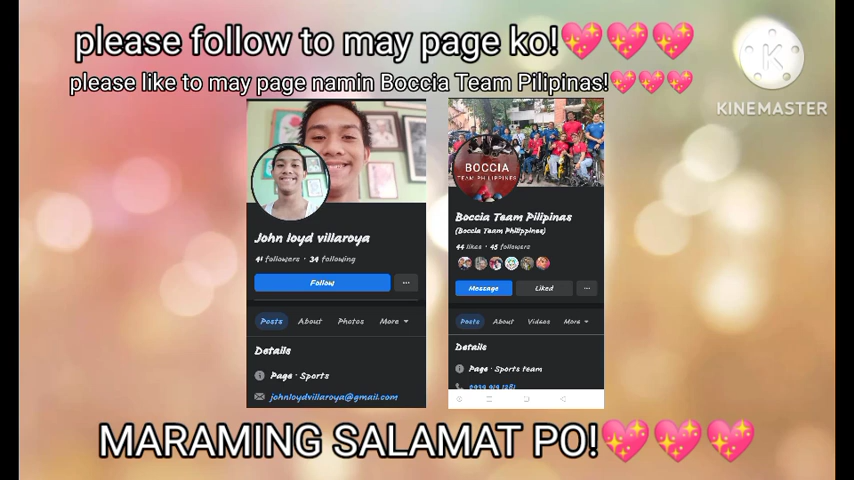 please follow to may page ko!💖💖💖
please like to may page namin Boccia Team Pilipinas!💖💖💖
KINEMASTER
John loyd villaroya
41 followers • 34 following
Follow
Posts About Photos More
Details
Page · Sports
johnloydvillaroya@gmail.com
BOCCIA
TEAM PHILIPPINES
Boccia Team Pilipinas
(Boccia Team Philippines)
44 likes • 45 followers
Message Liked
Posts About Videos More
Details
Page · Sports team
MARAMING SALAMAT PO!💖💖💖